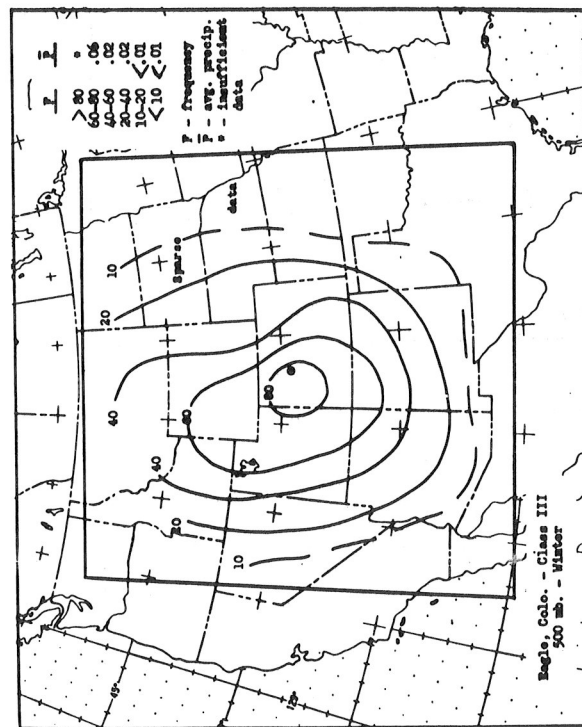 F P̄
>80 *
60-80 .06
40-60 .02
20-40 .02
10-20 <.01
<10 <.01
F - frequency
P̄ - avg. precip.
* - insufficient
data
10
20
40
60
80
40
20
10
Sparse
data
45°
Eagle, Colo. - Class III
500 mb. - Winter